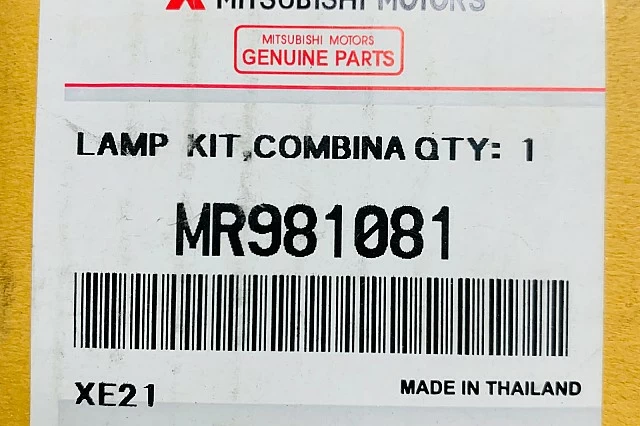 MITSUBISHI MOTORS
MITSUBISHI MOTORS
GENUINE PARTS
LAMP KIT,COMBINA QTY: 1
MR981081
XE21
MADE IN THAILAND